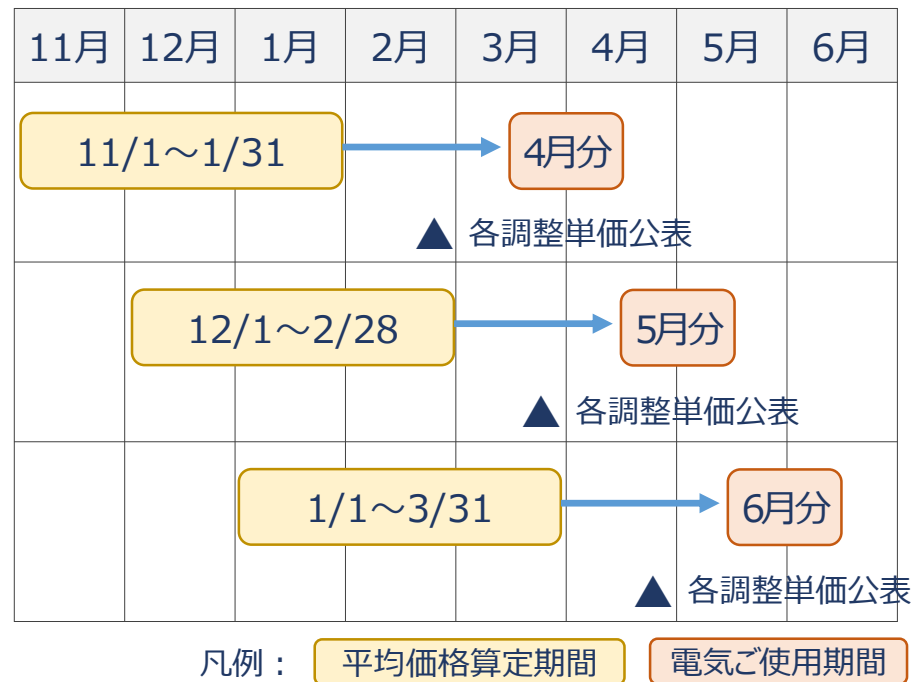 11月 12月 1月 2月 3月 4月 5月 6月
11/1～1/31 4月分
▲ 各調整単価公表
12/1～2/28 5月分
▲ 各調整単価公表
1/1～3/31 6月分
▲ 各調整単価公表
凡例： 平均価格算定期間 電気ご使用期間